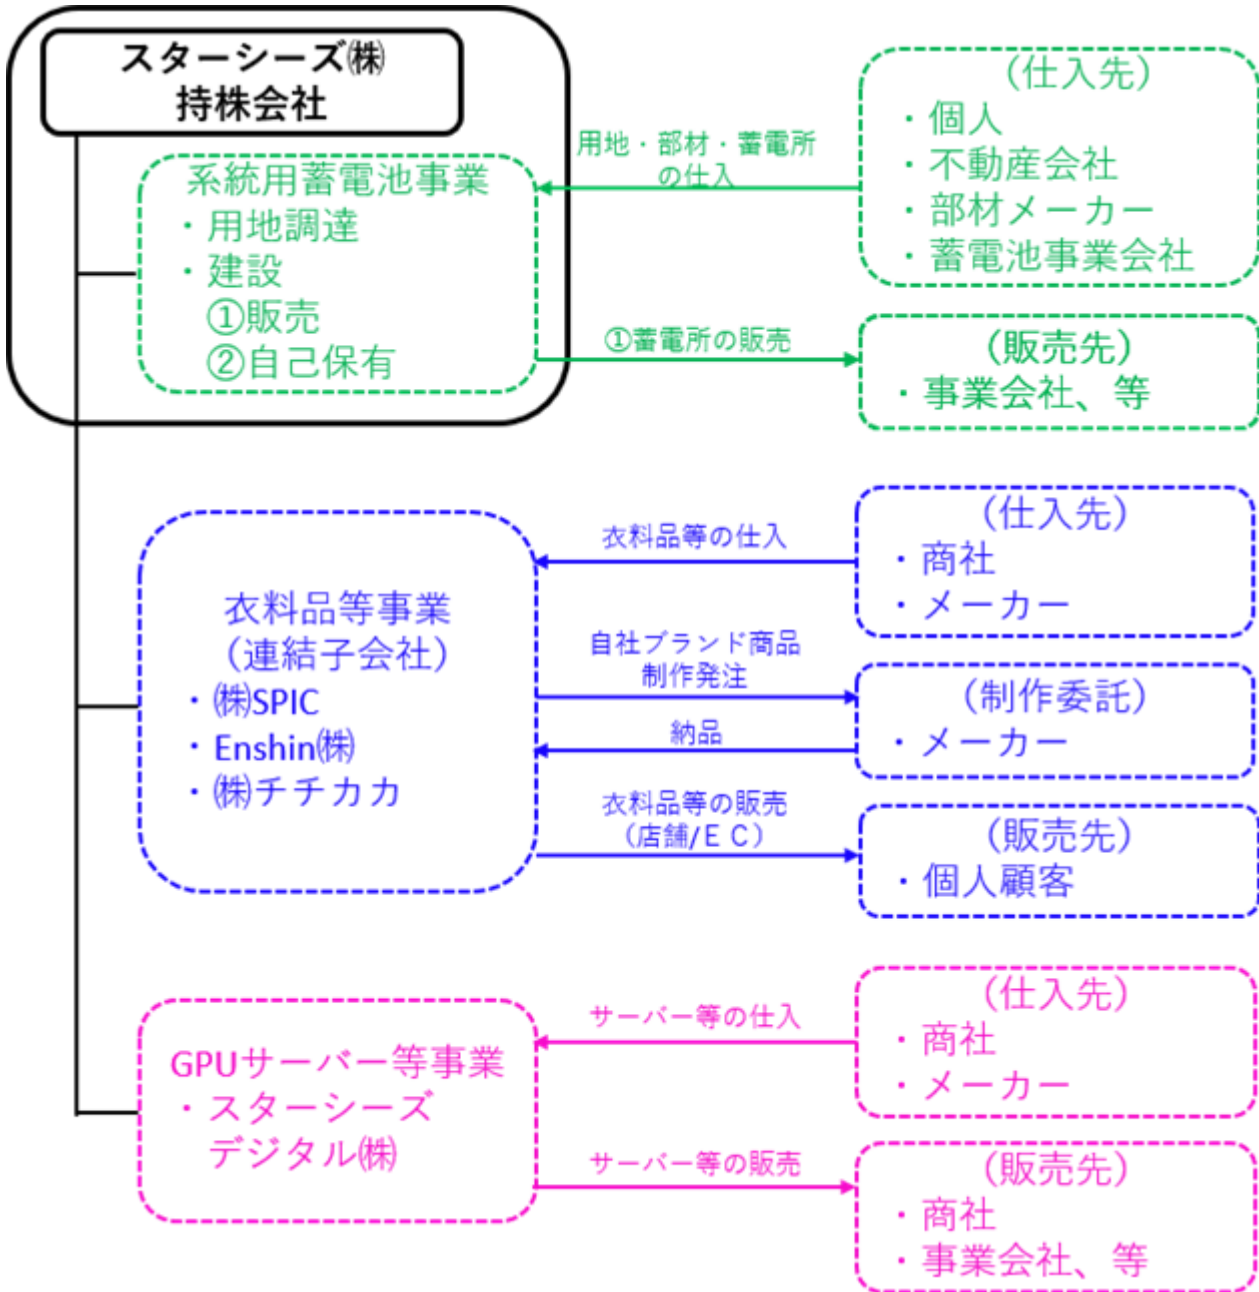 スターシーズ㈱
持株会社
系統用蓄電池事業
・用地調達
・建設
①販売
②自己保有
用地・部材・蓄電所
の仕入
(仕入先)
・個人
・不動産会社
・部材メーカー
・蓄電池事業会社
①蓄電所の販売
(販売先)
・事業会社、等
衣料品等事業
(連結子会社)
・㈱SPIC
・Enshin㈱
・㈱チチカカ
衣料品等の仕入
(仕入先)
・商社
・メーカー
自社ブランド商品
制作発注
納品
(制作委託)
・メーカー
衣料品等の販売
(店舗/ＥＣ)
(販売先)
・個人顧客
GPUサーバー等事業
・スターシーズ
デジタル㈱
サーバー等の仕入
(仕入先)
・商社
・メーカー
サーバー等の販売
(販売先)
・商社
・事業会社、等